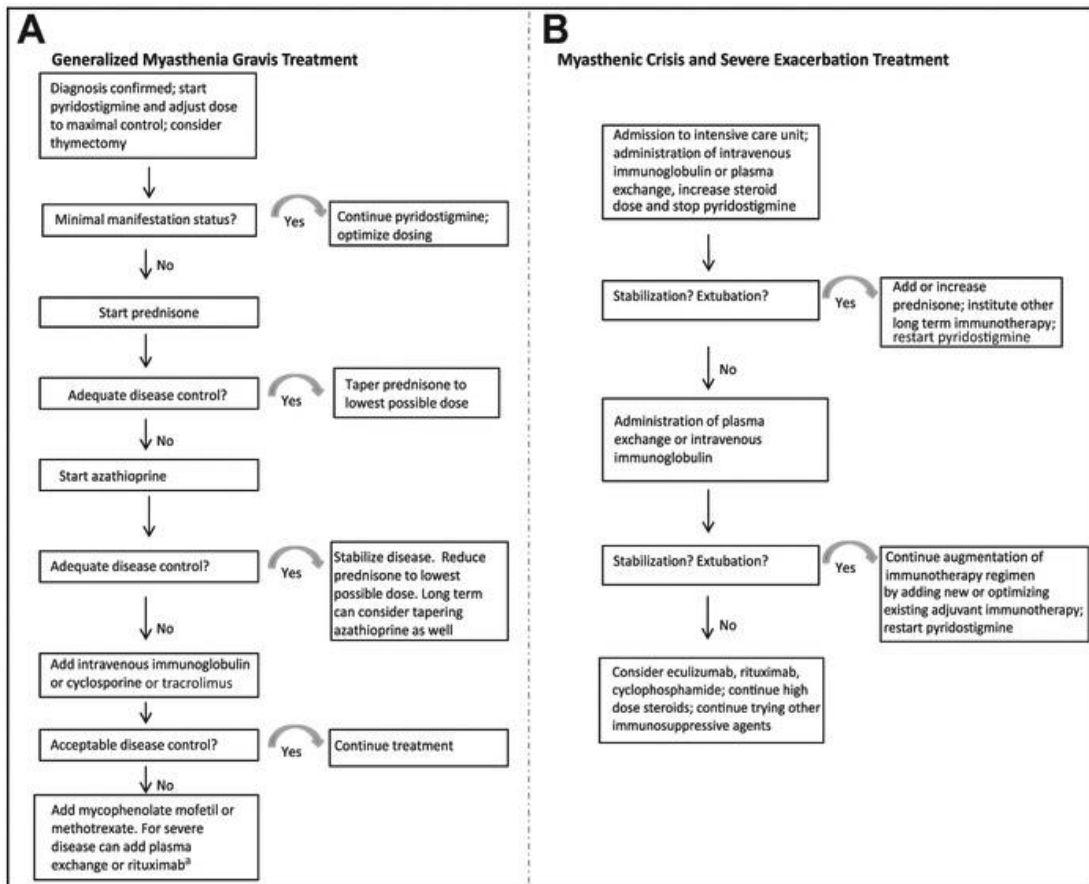 A
Generalized Myasthenia Gravis Treatment
Diagnosis confirmed; start
pyridostigmine and adjust dose
to maximal control; consider
thymectomy
Minimal manifestation status?
Yes
Continue pyridostigmine;
optimize dosing
No
Start prednisone
Adequate disease control?
Yes
Taper prednisone to
lowest possible dose
No
Start azathioprine
Adequate disease control?
Yes
Stabilize disease. Reduce
prednisone to lowest
possible dose. Long term
can consider tapering
azathioprine as well
No
Add intravenous immunoglobulin
or cyclosporine or tracrolimus
Acceptable disease control?
Yes
Continue treatment
No
Add mycophenolate mofetil or
methotrexate. For severe
disease can add plasma
exchange or rituximabᵃ
B
Myasthenic Crisis and Severe Exacerbation Treatment
Admission to intensive care unit;
administration of intravenous
immunoglobulin or plasma
exchange, increase steroid
dose and stop pyridostigmine
Stabilization? Extubation?
Yes
Add or increase
prednisone; institute other
long term immunotherapy;
restart pyridostigmine
No
Administration of plasma
exchange or intravenous
immunoglobulin
Stabilization? Extubation?
Yes
Continue augmentation of
immunotherapy regimen
by adding new or optimizing
existing adjuvant immunotherapy;
restart pyridostigmine
No
Consider eculizumab, rituximab,
cyclophosphamide; continue high
dose steroids; continue trying other
immunosuppressive agents